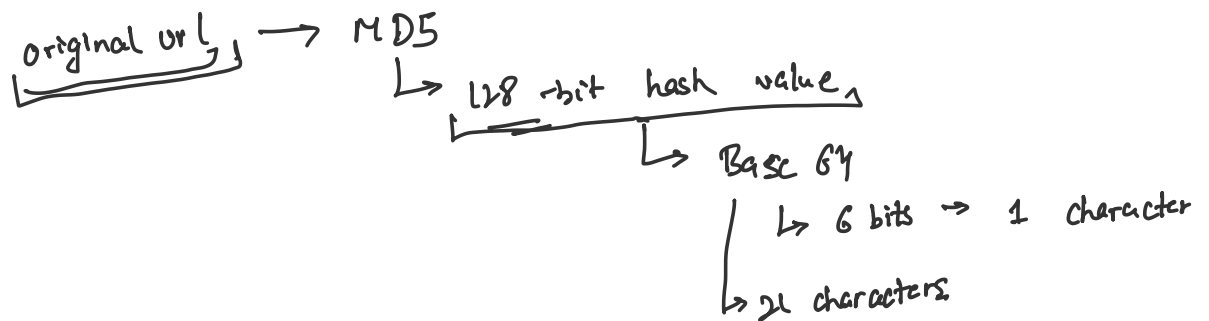 original url → MD5
↳ 128-bit hash value
↳ Base 64
↳ 6 bits → 1 character
↳ 21 characters